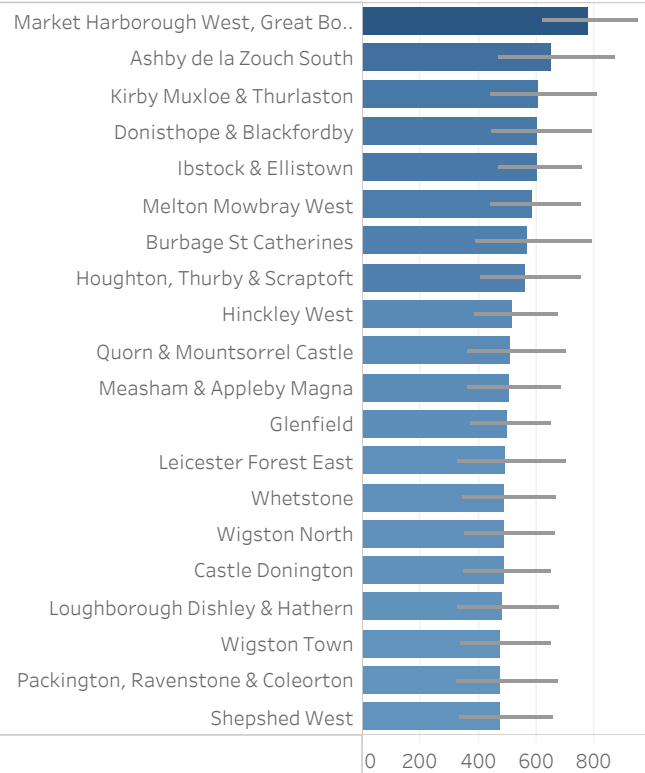 Market Harborough West, Great Bo..
Ashby de la Zouch South
Kirby Muxloe & Thurlaston
Donisthope & Blackfordby
Ibstock & Ellistown
Melton Mowbray West
Burbage St Catherines
Houghton, Thurby & Scraptoft
Hinckley West
Quorn & Mountsorrel Castle
Measham & Appleby Magna
Glenfield
Leicester Forest East
Whetstone
Wigston North
Castle Donington
Loughborough Dishley & Hathern
Wigston Town
Packington, Ravenstone & Coleorton
Shepshed West
0 200 400 600 800